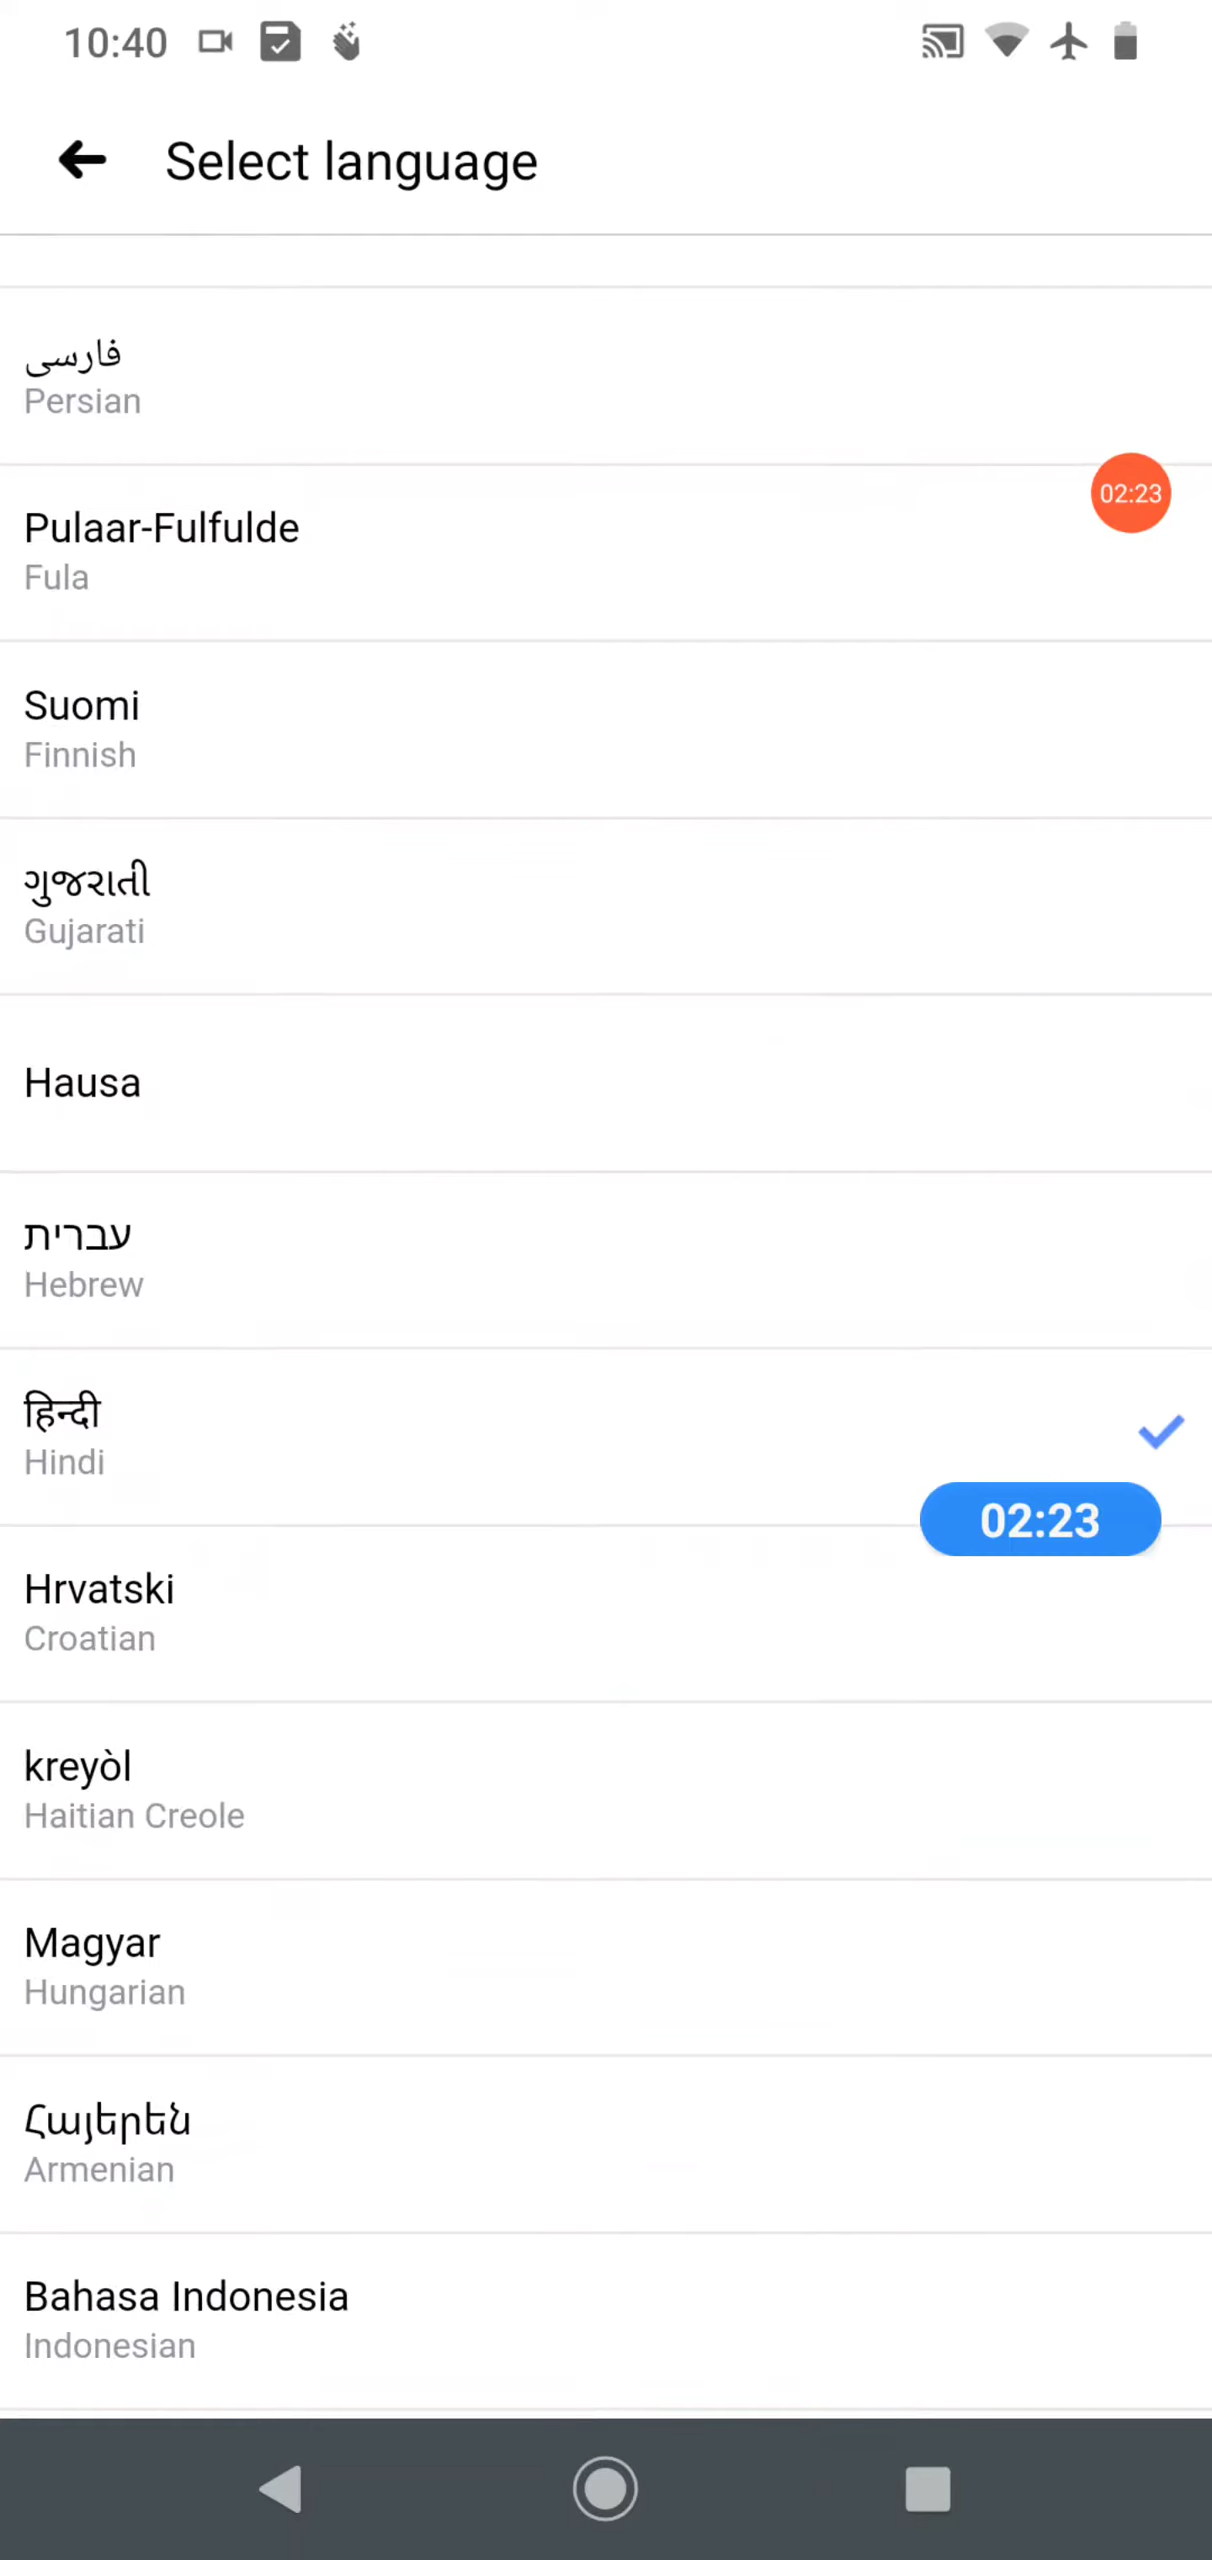 10:40
Select language
فارسی
Persian
02:23
Pulaar-Fulfulde
Fula
Suomi
Finnish
ગુજરાતી
Gujarati
Hausa
עברית
Hebrew
हिन्दी
Hindi
02:23
Hrvatski
Croatian
kreyòl
Haitian Creole
Magyar
Hungarian
Հայերեն
Armenian
Bahasa Indonesia
Indonesian